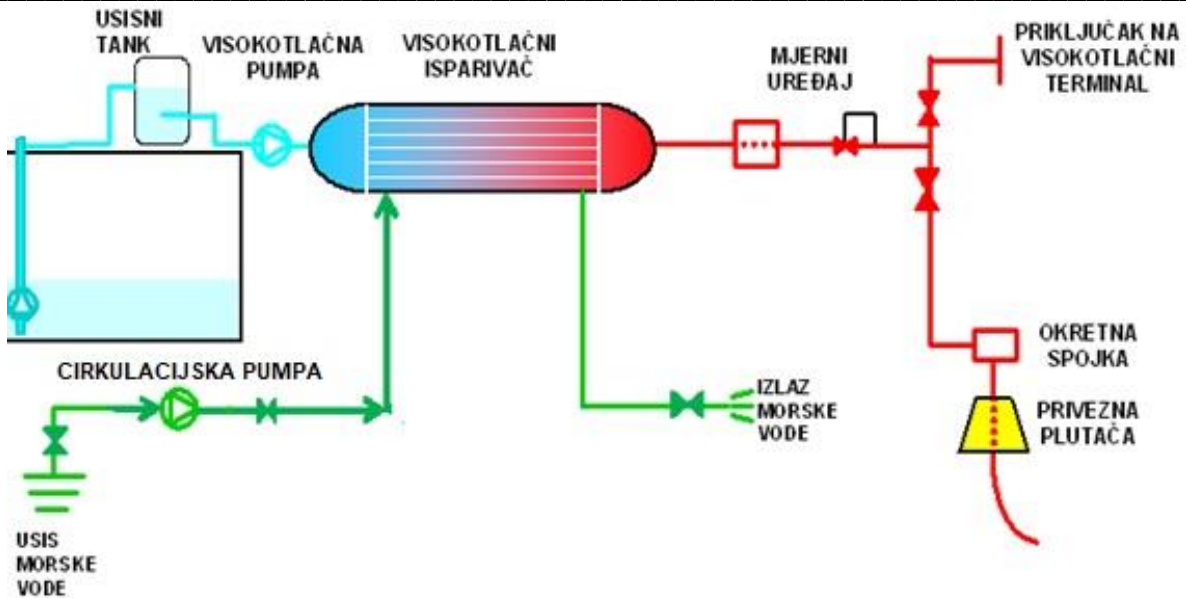 USISNI
TANK
VISOKOTLAČNA
PUMPA
VISOKOTLAČNI
ISPARIVAČ
MJERNI
UREĐAJ
PRIKLJUČAK NA
VISOKOTLAČNI
TERMINAL
CIRKULACIJSKA PUMPA
IZLAZ
MORSKE
VODE
OKRETNA
SPOJKA
PRIVEZNA
PLUTAČA
USIS
MORSKE
VODE